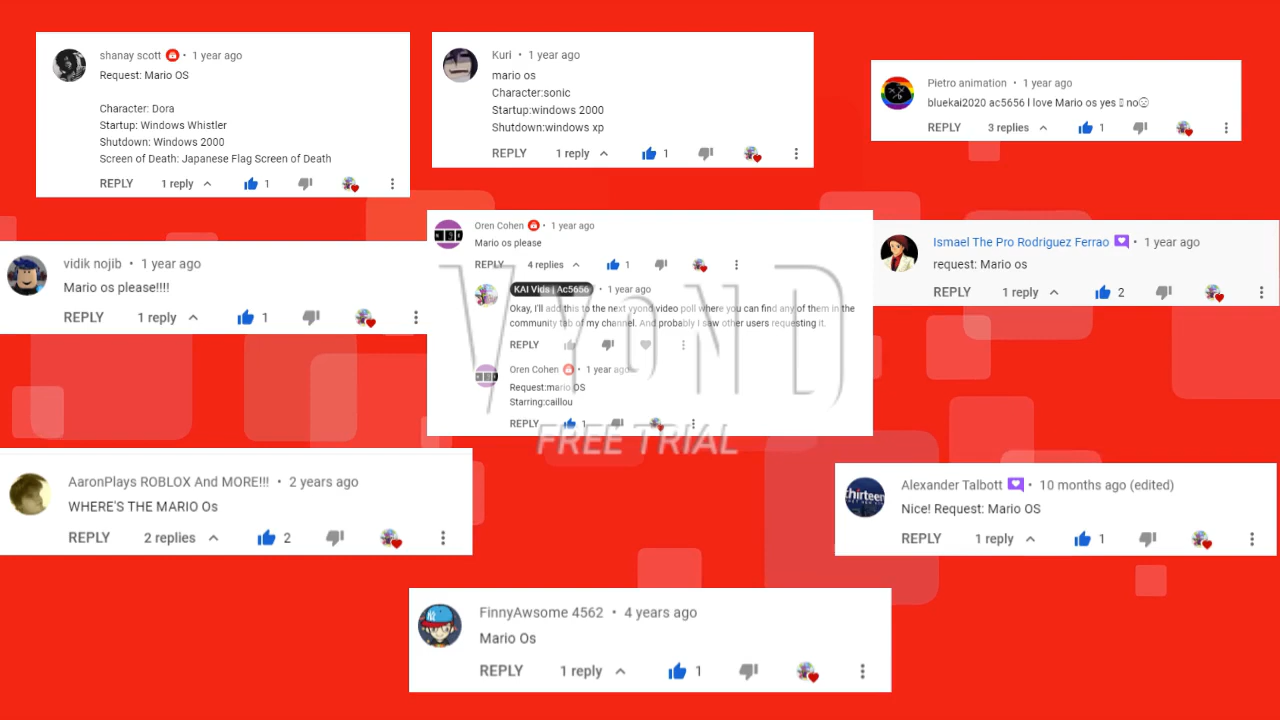 shanay scott • 1 year ago
Request: Mario OS
Character: Dora
Startup: Windows Whistler
Shutdown: Windows 2000
Screen of Death: Japanese Flag Screen of Death
REPLY 1 reply 1
Kuri • 1 year ago
mario os
Character:sonic
Startup:windows 2000
Shutdown:windows xp
REPLY 1 reply 1
Pietro animation • 1 year ago
bluekai2020 ac5656 I love Mario os yes no☹
REPLY 3 replies 1
vidik nojib • 1 year ago
Mario os please!!!!
REPLY 1 reply 1
Oren Cohen • 1 year ago
Mario os please
REPLY 4 replies 1
KAI Vids | Ac5656 • 1 year ago
Okay, I'll add this to the next vyond video poll where you can find any of them in the
community tab of my channel. And probably I saw other users requesting it.
REPLY
Oren Cohen • 1 year ago
Request:mario OS
Starring:caillou
REPLY 1
VYOND
FREE TRIAL
Ismael The Pro Rodriguez Ferrao • 1 year ago
request: Mario os
REPLY 1 reply 2
AaronPlays ROBLOX And MORE!!! • 2 years ago
WHERE'S THE MARIO Os
REPLY 2 replies 2
thirteen
Alexander Talbott • 10 months ago (edited)
Nice! Request: Mario OS
REPLY 1 reply 1
FinnyAwsome 4562 • 4 years ago
Mario Os
REPLY 1 reply 1